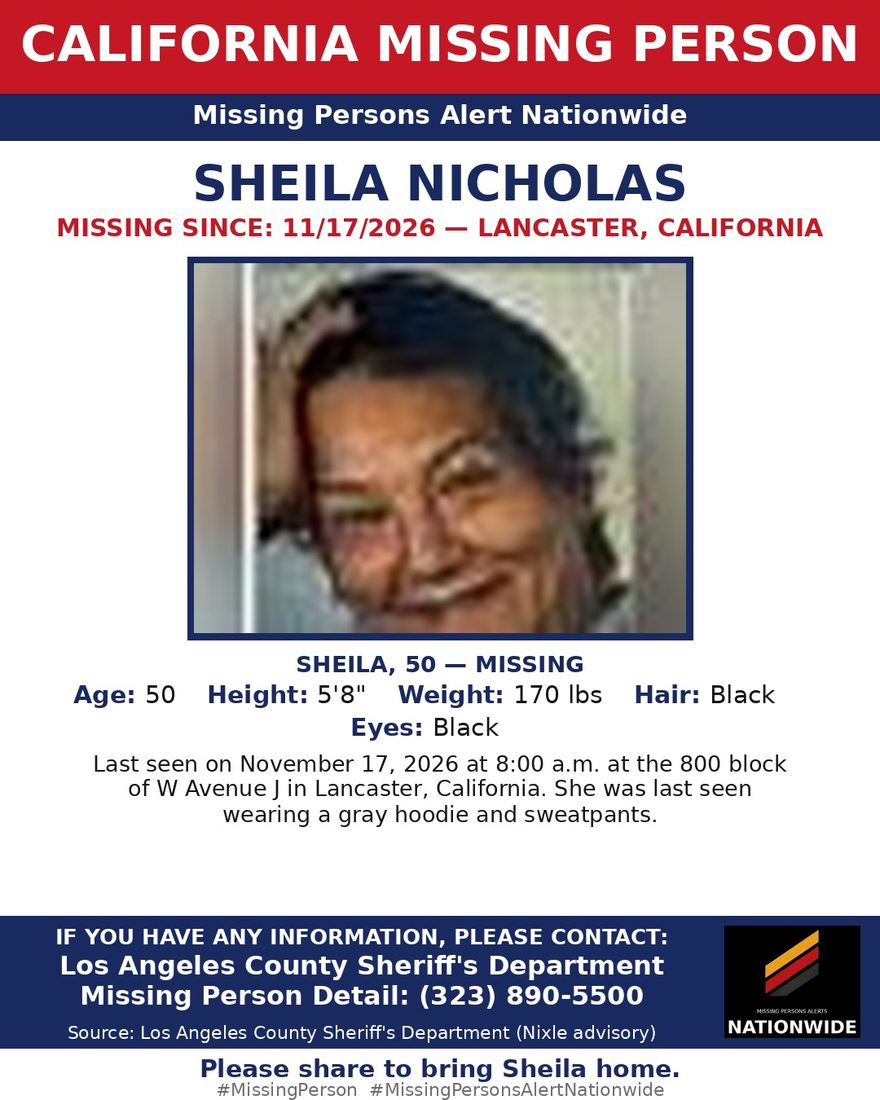 CALIFORNIA MISSING PERSON
Missing Persons Alert Nationwide
SHEILA NICHOLAS
MISSING SINCE: 11/17/2026 — LANCASTER, CALIFORNIA
SHEILA, 50 — MISSING
Age: 50 Height: 5'8" Weight: 170 lbs Hair: Black
Eyes: Black
Last seen on November 17, 2026 at 8:00 a.m. at the 800 block
of W Avenue J in Lancaster, California. She was last seen
wearing a gray hoodie and sweatpants.
IF YOU HAVE ANY INFORMATION, PLEASE CONTACT:
Los Angeles County Sheriff's Department
Missing Person Detail: (323) 890-5500
Source: Los Angeles County Sheriff's Department (Nixle advisory)
MISSING PERSONS ALERTS
NATIONWIDE
Please share to bring Sheila home.
#MissingPerson #MissingPersonsAlertNationwide